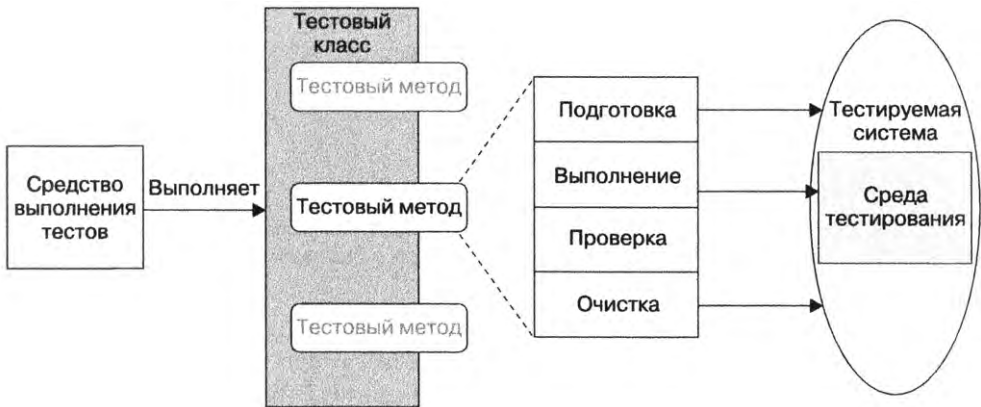 Тестовый
класс
Тестовый метод
Средство
выполнения
тестов
Выполняет
Тестовый метод
Тестовый метод
Подготовка
Выполнение
Проверка
Очистка
Тестируемая
система
Среда
тестирования